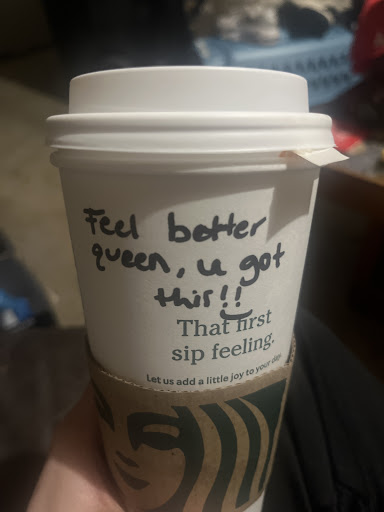 Feel better
queen, u got
this!!
That first
sip feeling.
Let us add a little joy to your day